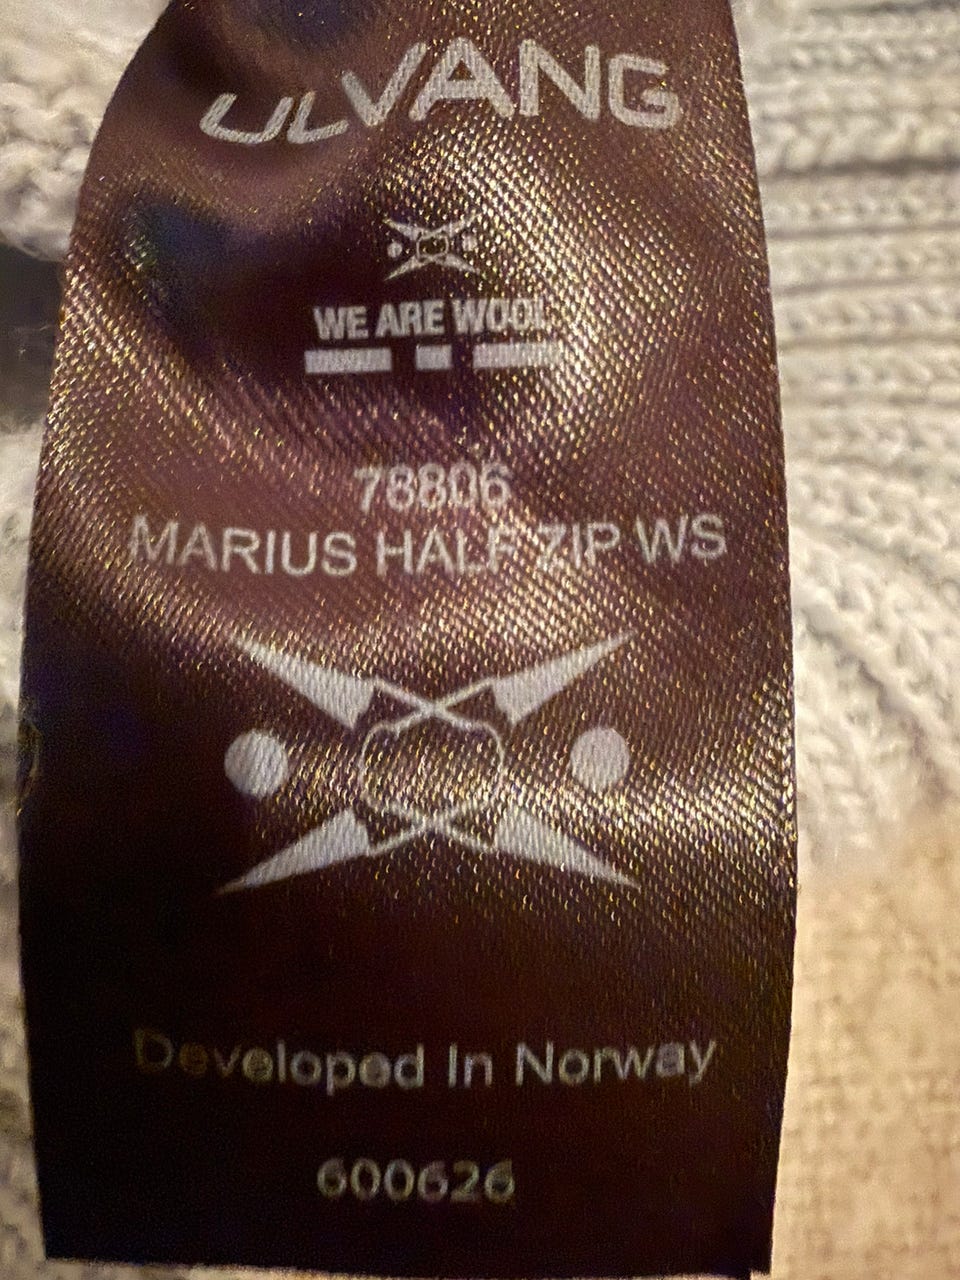 ULVANG
WE ARE WOOL
78806
MARIUS HALF ZIP WS
Developed In Norway
600626